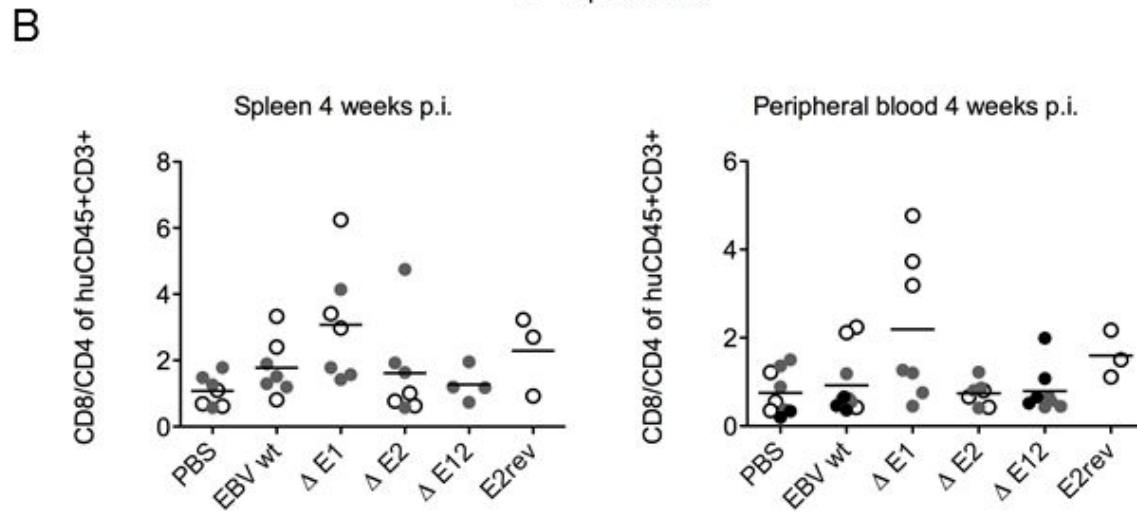 B
Spleen 4 weeks p.i.
CD8/CD4 of huCD45+CD3+
8
6
4
2
0
PBS
EBV wt
Δ E1
Δ E2
Δ E12
E2rev
Peripheral blood 4 weeks p.i.
CD8/CD4 of huCD45+CD3+
6
4
2
0
PBS
EBV wt
Δ E1
Δ E2
Δ E12
E2rev